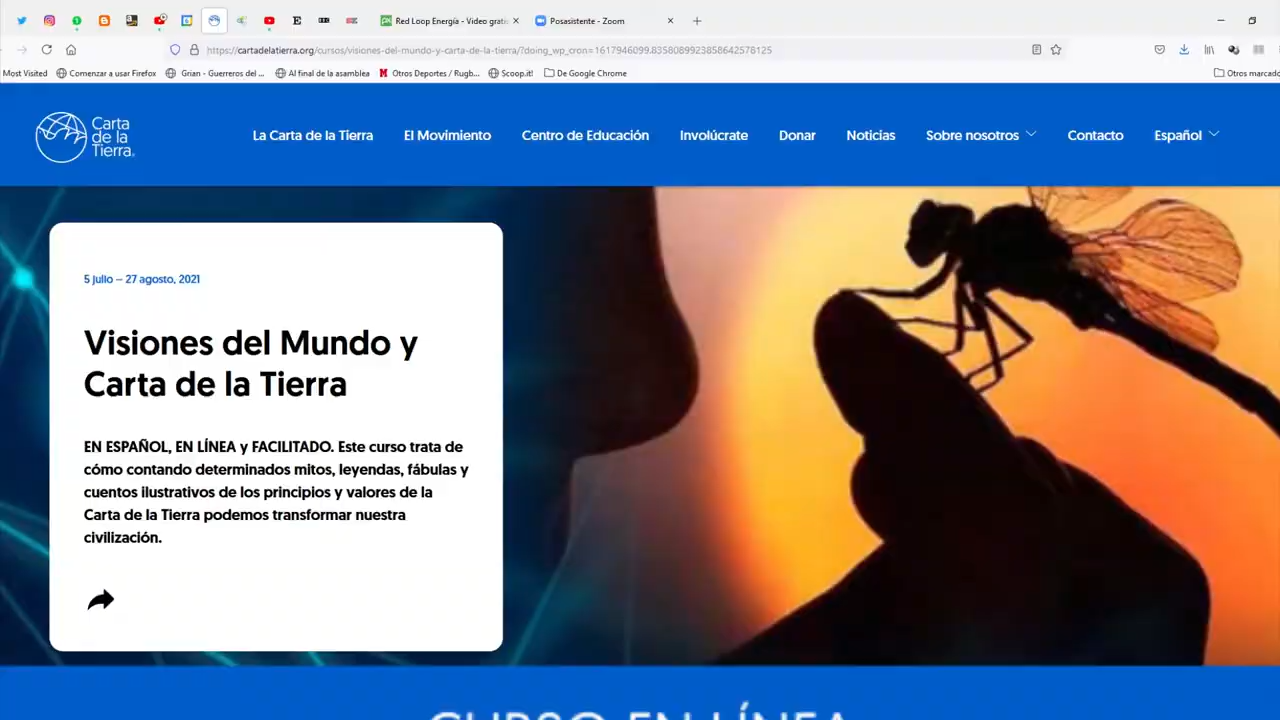 Red Loop Energía - Video grati
Posasistente - Zoom
https://cartadelatierra.org/cursos/visiones-del-mundo-y-carta-de-la-tierra/?doing_wp_cron=1617946099.8358089923858642578125
Most Visited
Comenzar a usar Firefox
Grian - Guerreros del ...
Al final de la asamblea
Otros Deportes / Rugb...
Scoop.it!
De Google Chrome
Otros marcado
Carta
de la
Tierra
La Carta de la Tierra
El Movimiento
Centro de Educación
Involúcrate
Donar
Noticias
Sobre nosotros
Contacto
Español
5 julio – 27 agosto, 2021
Visiones del Mundo y
Carta de la Tierra
EN ESPAÑOL, EN LÍNEA y FACILITADO. Este curso trata de
cómo contando determinados mitos, leyendas, fábulas y
cuentos ilustrativos de los principios y valores de la
Carta de la Tierra podemos transformar nuestra
civilización.
CURSO EN LÍNEA